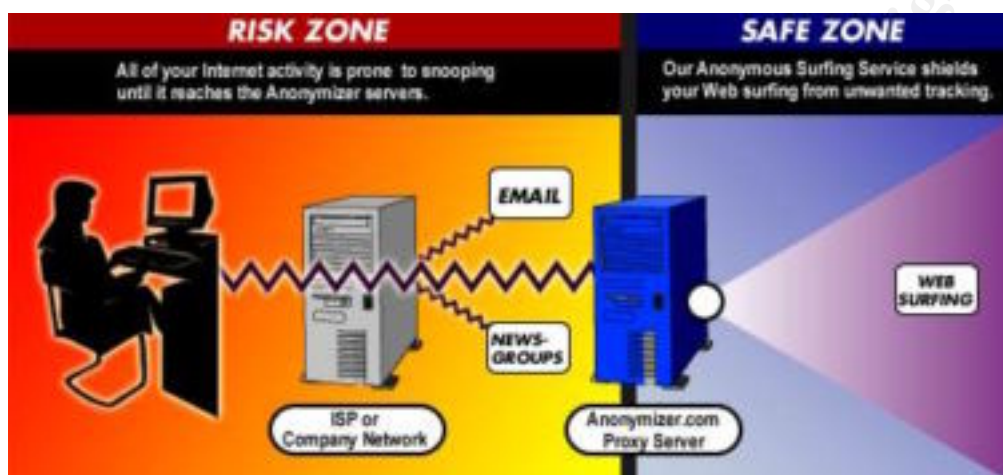 RISK ZONE
All of your Internet activity is prone to snooping
until it reaches the Anonymizer servers.
SAFE ZONE
Our Anonymous Surfing Service shields
your Web surfing from unwanted tracking.
EMAIL
NEWS-
GROUPS
WEB
SURFING
ISP or
Company Network
Anonymizer.com
Proxy Server